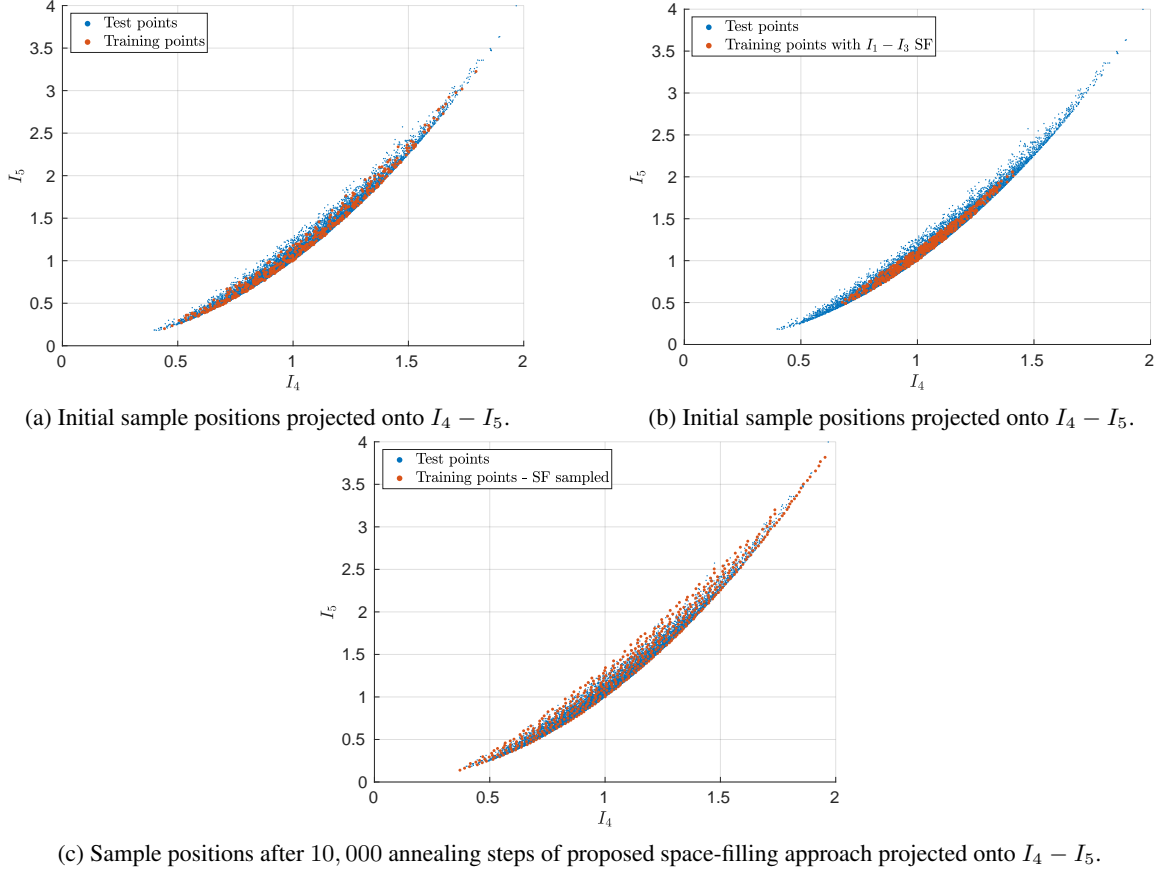 4
3.5
3
2.5
2
1.5
1
0.5
0
Test points
Training points
I₅
0 0.5 1 1.5 2
I₄
(a) Initial sample positions projected onto I₄ − I₅.
4
3.5
3
2.5
2
1.5
1
0.5
0
Test points
Training points with I₁ − I₃ SF
I₅
0 0.5 1 1.5 2
I₄
(b) Initial sample positions projected onto I₄ − I₅.
4
3.5
3
2.5
2
1.5
1
0.5
0
Test points
Training points - SF sampled
I₅
0 0.5 1 1.5 2
I₄
(c) Sample positions after 10,000 annealing steps of proposed space-filling approach projected onto I₄ − I₅.